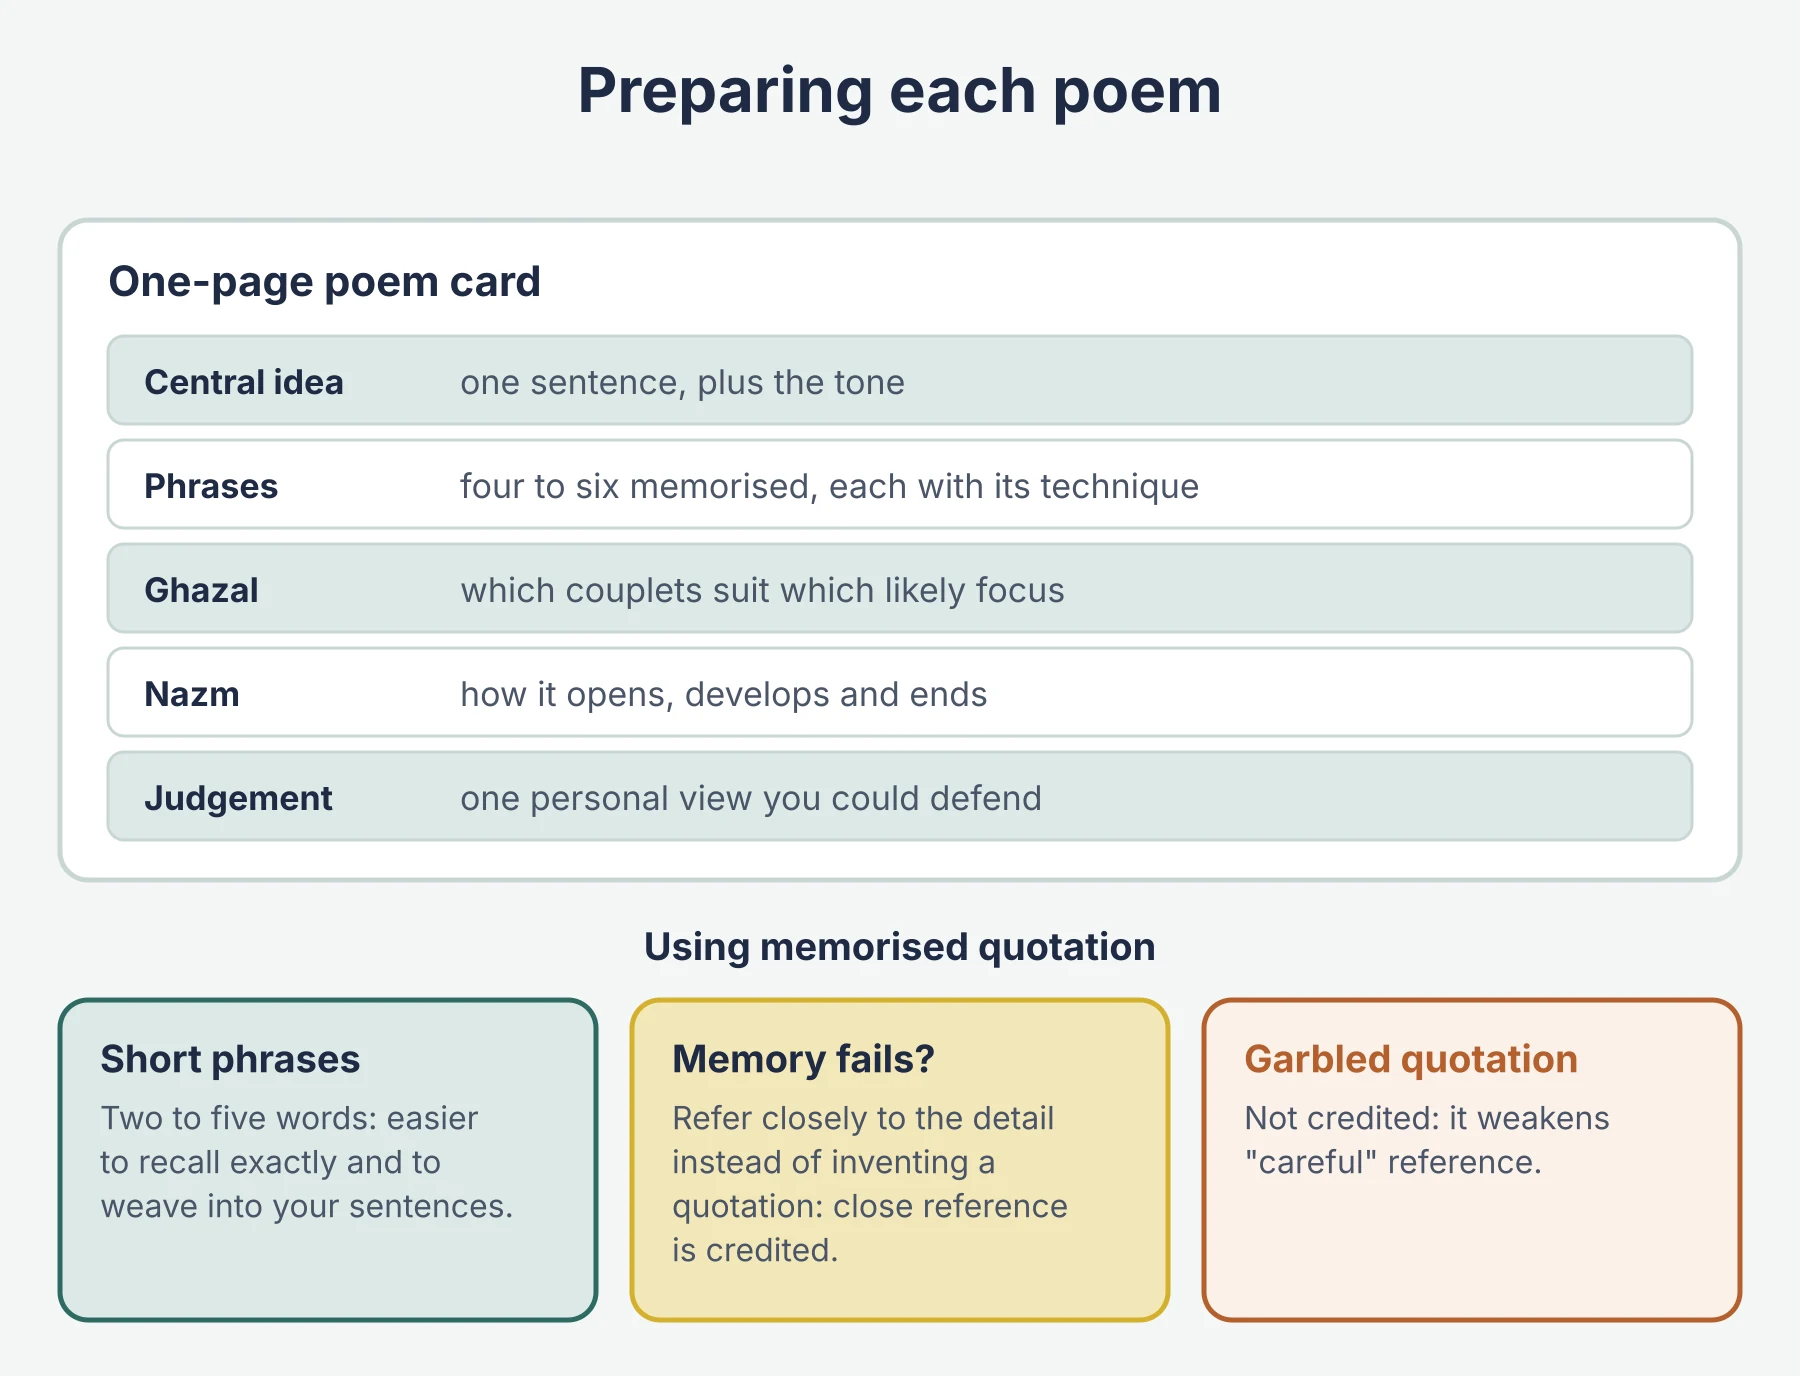 Preparing each poem
One-page poem card
Central idea one sentence, plus the tone
Phrases four to six memorised, each with its technique
Ghazal which couplets suit which likely focus
Nazm how it opens, develops and ends
Judgement one personal view you could defend
Using memorised quotation
Short phrases
Two to five words: easier
to recall exactly and to
weave into your sentences.
Memory fails?
Refer closely to the detail
instead of inventing a
quotation: close reference
is credited.
Garbled quotation
Not credited: it weakens
"careful" reference.